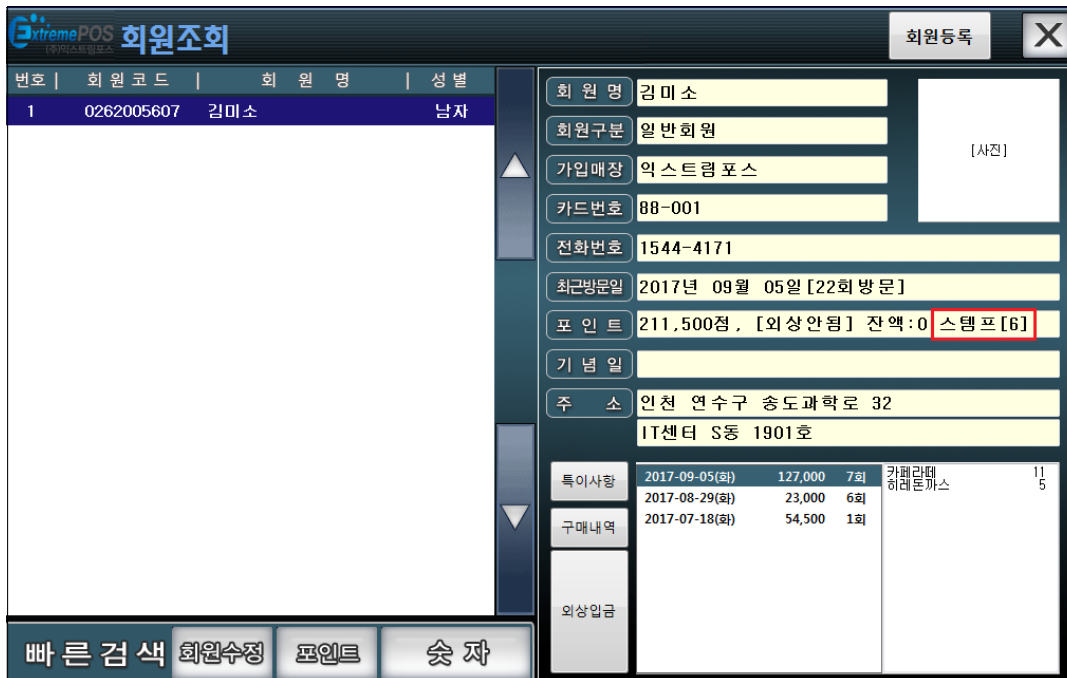 ExtremePOS
(주)익스트림포스
회원조회
회원등록
X
번호 | 회 원 코 드 | 회 원 명 | 성 별
1 0262005607 김미소 남자
회 원 명 김미소
회원구분 일반회원
[사진]
가입매장 익스트림포스
카드번호 88-001
전화번호 1544-4171
최근방문일 2017년 09월 05일[22회방문]
포 인 트 211,500점, [외상안됨] 잔액:0 스템프[6]
기 념 일
주 소 인천 연수구 송도과학로 32
IT센터 S동 1901호
특이사항
구매내역
외상입금
2017-09-05(화) 127,000 7회
2017-08-29(화) 23,000 6회
2017-07-18(화) 54,500 1회
카페라떼 11
히레돈까스 5
빠른검색
회원수정
포인트
숫자